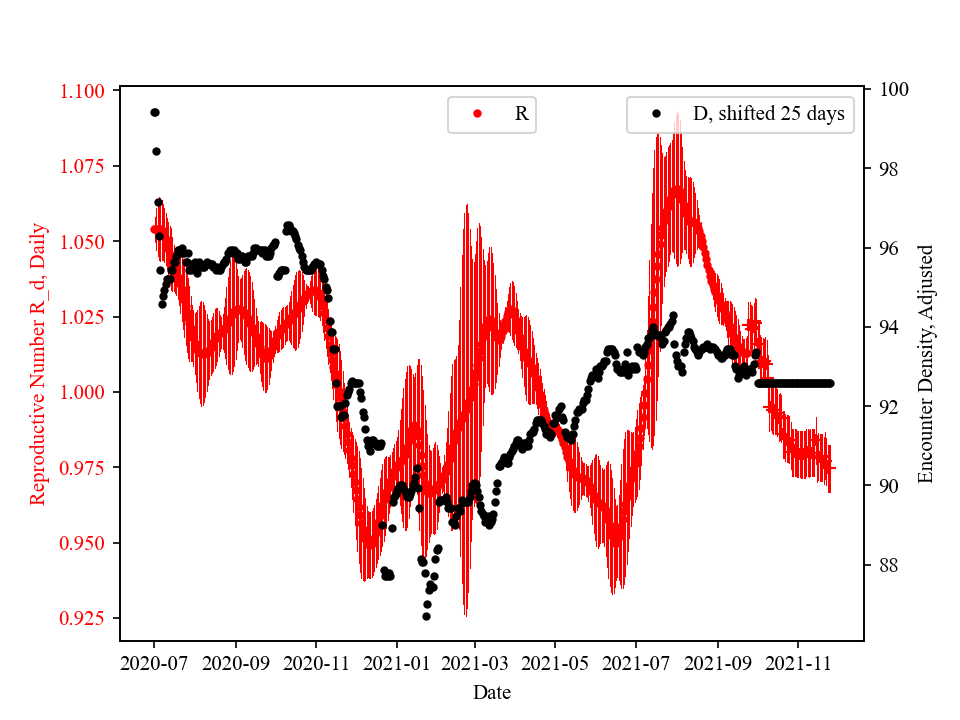 R
D, shifted 25 days
1.100
1.075
1.050
1.025
1.000
0.975
0.950
0.925
Reproductive Number R_d, Daily
100
98
96
94
92
90
88
Encounter Density, Adjusted
2020-07 2020-09 2020-11 2021-01 2021-03 2021-05 2021-07 2021-09 2021-11
Date